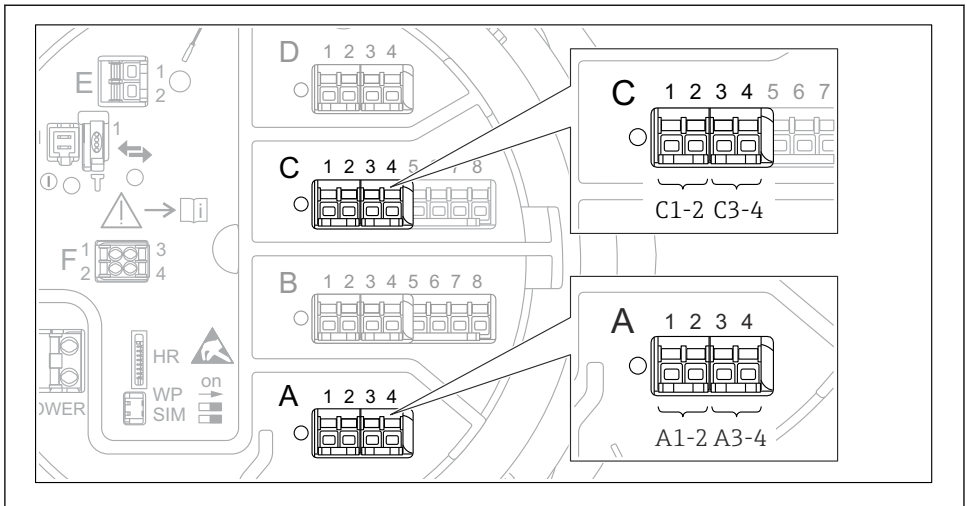 D 1 2 3 4
E 1
2
1
C 1 2 3 4 5 6 7 8
C 1 2 3 4 5 6 7
C1-2 C3-4
i
F 1 3
2 4
B 1 2 3 4 5 6 7 8
A 1 2 3 4
A1-2 A3-4
HR
WP on
SIM
OWER
A 1 2 3 4